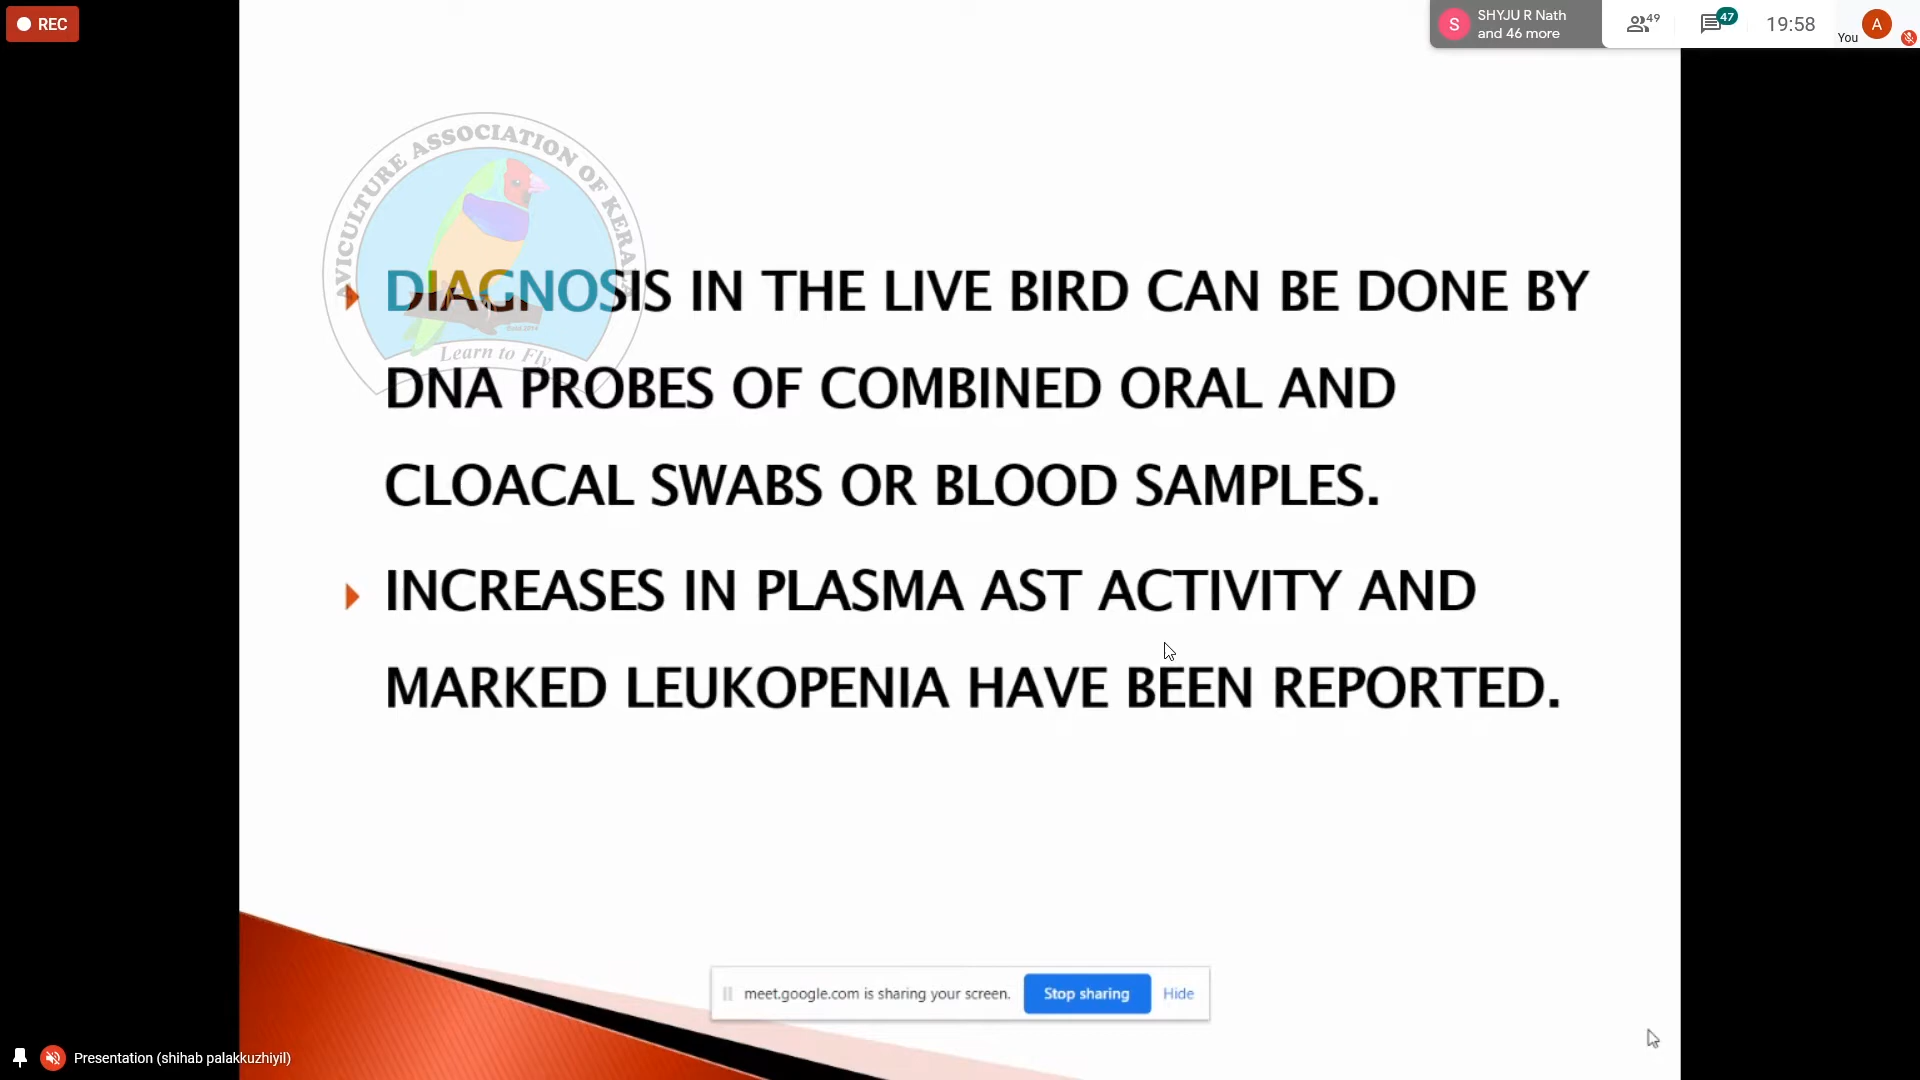 REC
SHYJU R Nath
and 46 more
S
49
47
19:58
You
A
AVICULTURE ASSOCIATION OF KERALA
DIAGNOSIS IN THE LIVE BIRD CAN BE DONE BY
DNA PROBES OF COMBINED ORAL AND
CLOACAL SWABS OR BLOOD SAMPLES.
Estd 2014
Learn to Fly
INCREASES IN PLASMA AST ACTIVITY AND
MARKED LEUKOPENIA HAVE BEEN REPORTED.
meet.google.com is sharing your screen.
Stop sharing
Hide
Presentation (shihab palakkuzhiyil)